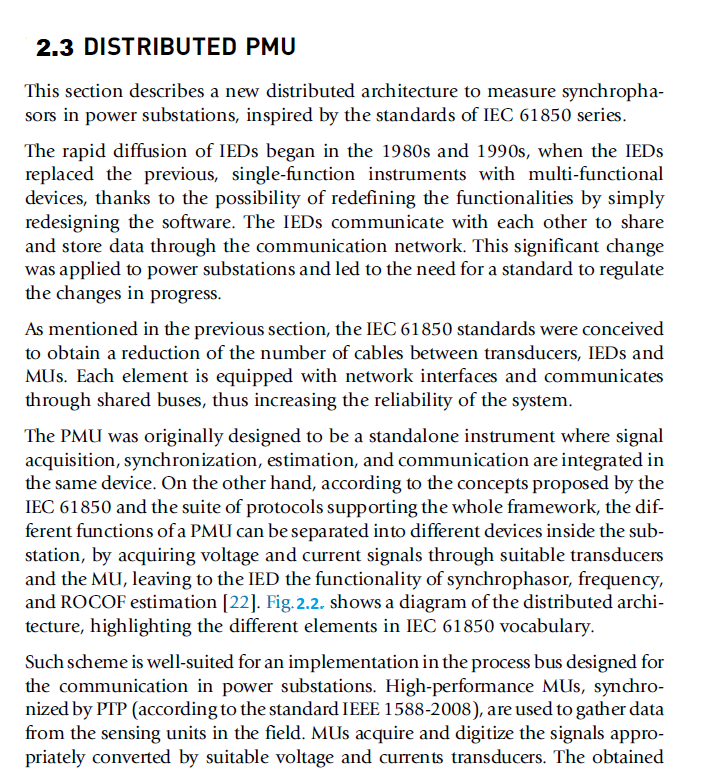 2.3 DISTRIBUTED PMU
This section describes a new distributed architecture to measure synchropha-
sors in power substations, inspired by the standards of IEC 61850 series.
The rapid diffusion of IEDs began in the 1980s and 1990s, when the IEDs
replaced the previous, single-function instruments with multi-functional
devices, thanks to the possibility of redefining the functionalities by simply
redesigning the software. The IEDs communicate with each other to share
and store data through the communication network. This significant change
was applied to power substations and led to the need for a standard to regulate
the changes in progress.
As mentioned in the previous section, the IEC 61850 standards were conceived
to obtain a reduction of the number of cables between transducers, IEDs and
MUs. Each element is equipped with network interfaces and communicates
through shared buses, thus increasing the reliability of the system.
The PMU was originally designed to be a standalone instrument where signal
acquisition, synchronization, estimation, and communication are integrated in
the same device. On the other hand, according to the concepts proposed by the
IEC 61850 and the suite of protocols supporting the whole framework, the dif-
ferent functions of a PMU can be separated into different devices inside the sub-
station, by acquiring voltage and current signals through suitable transducers
and the MU, leaving to the IED the functionality of synchrophasor, frequency,
and ROCOF estimation [22]. Fig.2.2. shows a diagram of the distributed archi-
tecture, highlighting the different elements in IEC 61850 vocabulary.
Such scheme is well-suited for an implementation in the process bus designed for
the communication in power substations. High-performance MUs, synchro-
nized by PTP (according to the standard IEEE 1588-2008), are used to gather data
from the sensing units in the field. MUs acquire and digitize the signals appro-
priately converted by suitable voltage and currents transducers. The obtained